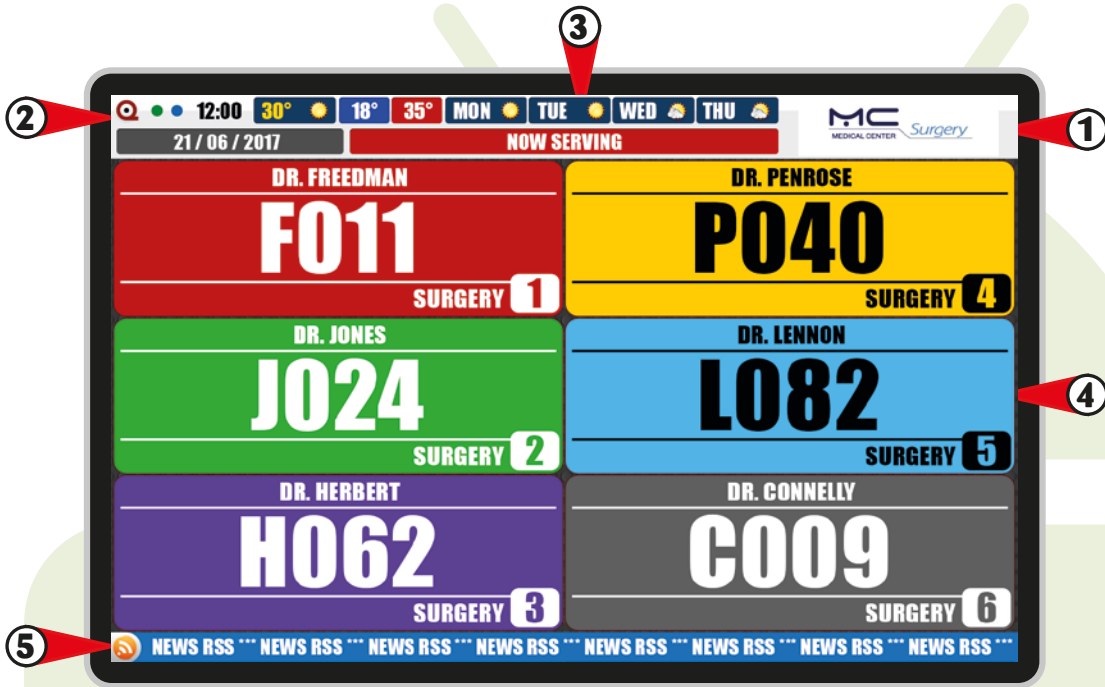 3
2
12:00 30° 18° 35° MON TUE WED THU
MC
MEDICAL CENTER Surgery
1
21 / 06 / 2017 NOW SERVING
DR. FREEDMAN
F011
SURGERY 1
DR. PENROSE
P040
SURGERY 4
DR. JONES
J024
SURGERY 2
DR. LENNON
L082
SURGERY 5
4
DR. HERBERT
H062
SURGERY 3
DR. CONNELLY
C009
SURGERY 6
5
NEWS RSS *** NEWS RSS *** NEWS RSS *** NEWS RSS *** NEWS RSS *** NEWS RSS *** NEWS RSS *** NEWS RSS ***